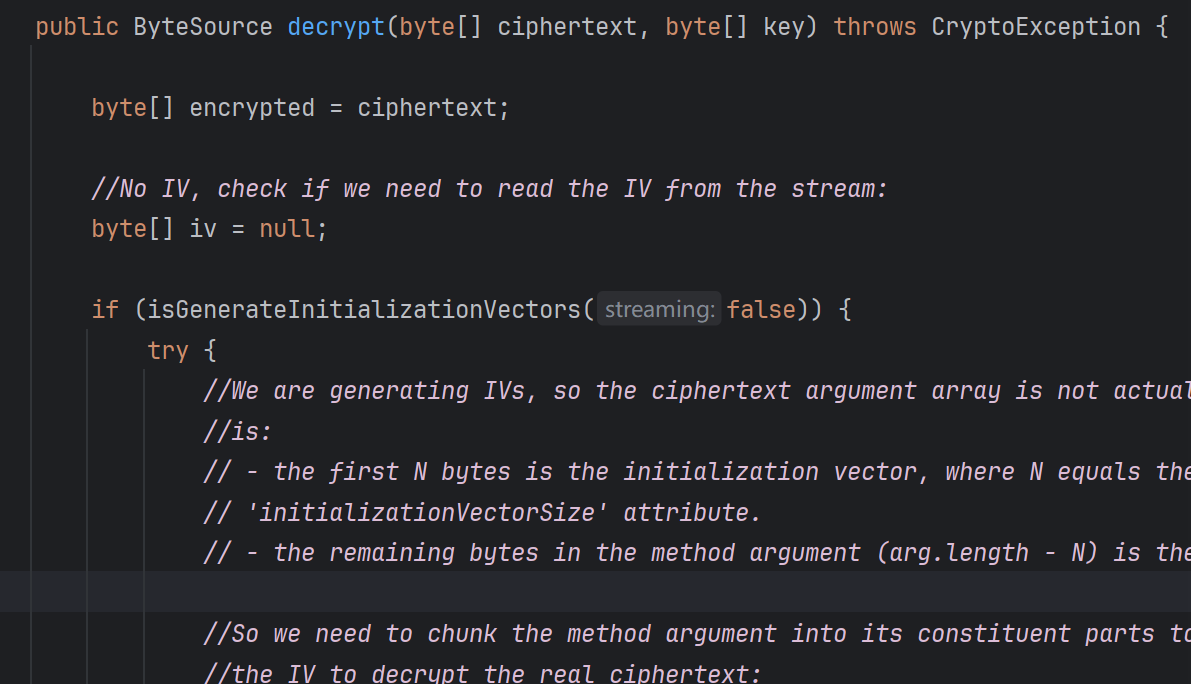 public ByteSource decrypt(byte[] ciphertext, byte[] key) throws CryptoException {
byte[] encrypted = ciphertext;
//No IV, check if we need to read the IV from the stream:
byte[] iv = null;
if (isGenerateInitializationVectors( streaming: false)) {
try {
//We are generating IVs, so the ciphertext argument array is not actual
//is:
// - the first N bytes is the initialization vector, where N equals the
// 'initializationVectorSize' attribute.
// - the remaining bytes in the method argument (arg.length - N) is the
//So we need to chunk the method argument into its constituent parts to
//the IV to decrypt the real ciphertext: